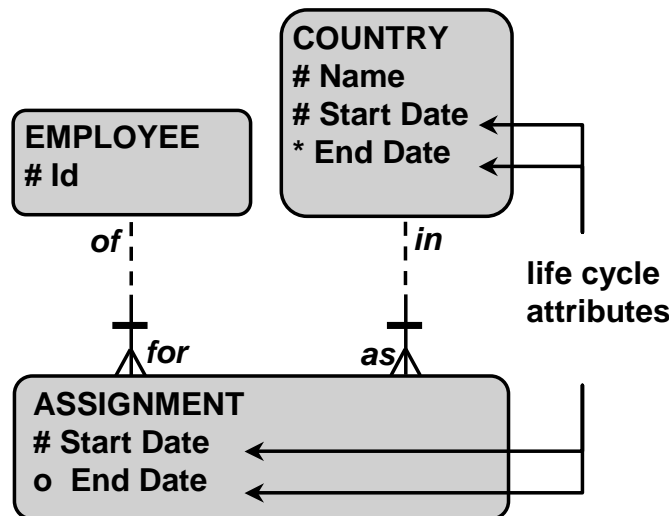 COUNTRY
# Name
# Start Date
* End Date
EMPLOYEE
# Id
of
in
life cycle
attributes
for
as
ASSIGNMENT
# Start Date
o End Date